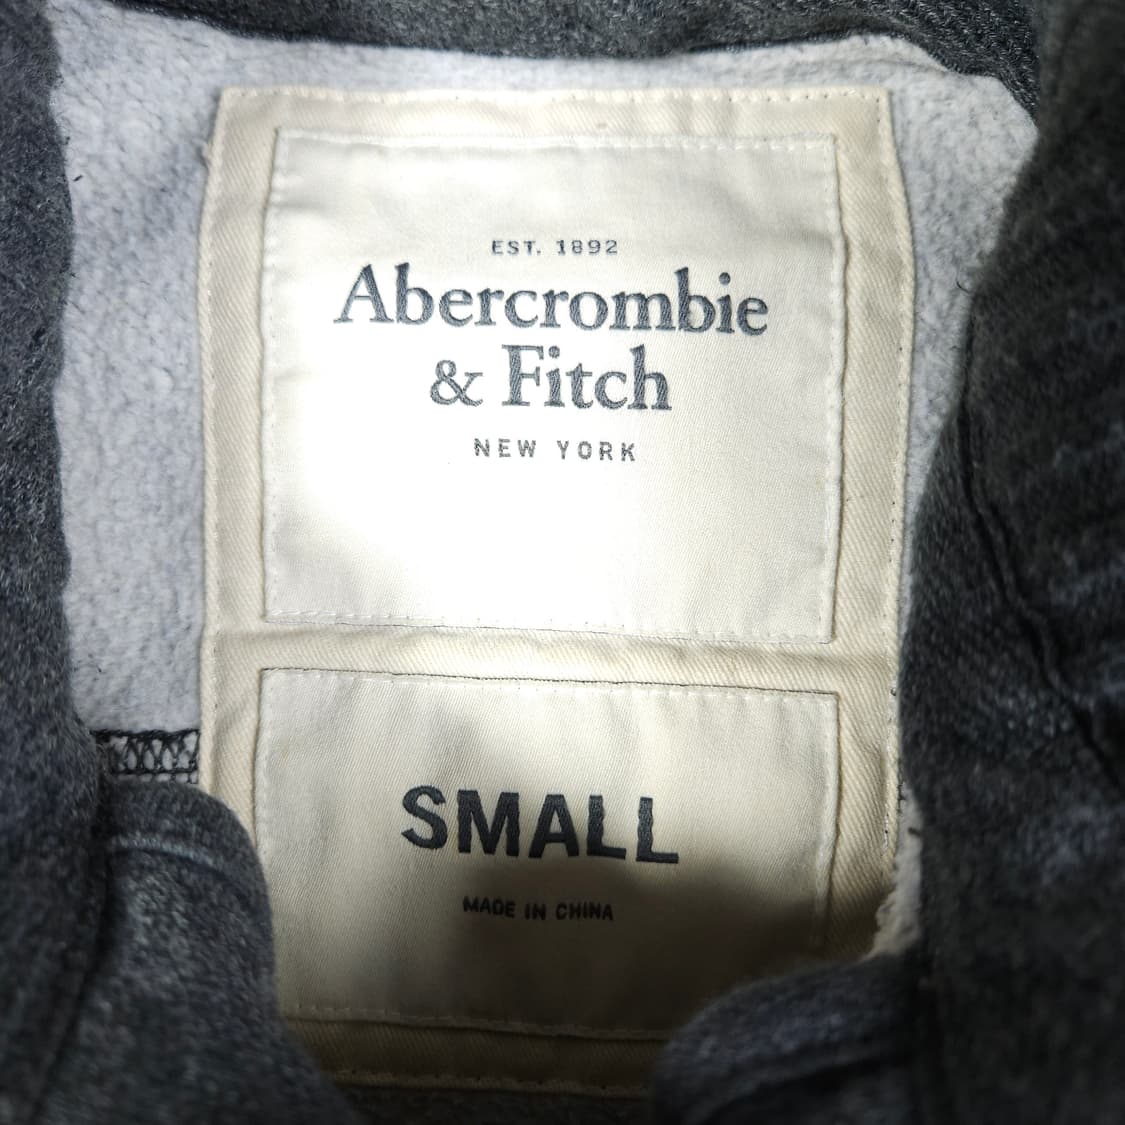 EST. 1892
Abercrombie
& Fitch
NEW YORK
SMALL
MADE IN CHINA